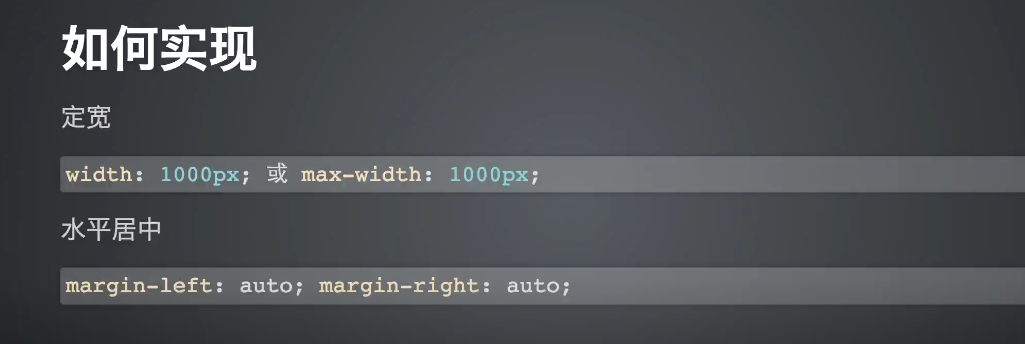 如何实现
定宽
width: 1000px; 或 max-width: 1000px;
水平居中
margin-left: auto; margin-right: auto;